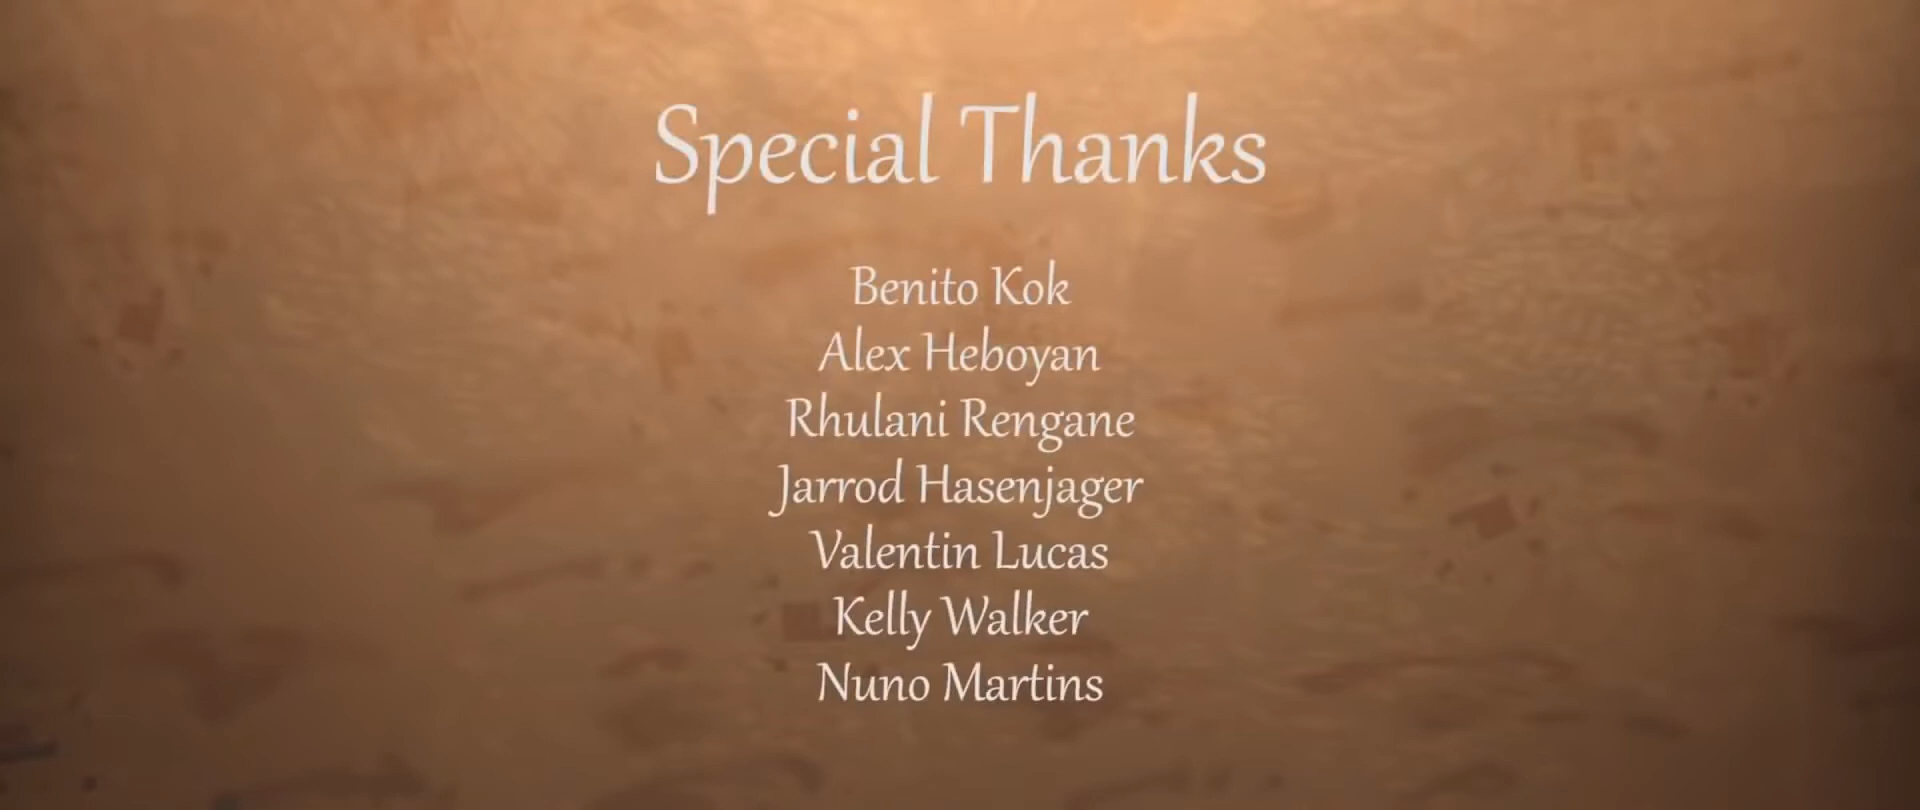 Special Thanks
Benito Kok
Alex Heboyan
Rhulani Rengane
Jarrod Hasenjager
Valentin Lucas
Kelly Walker
Nuno Martins